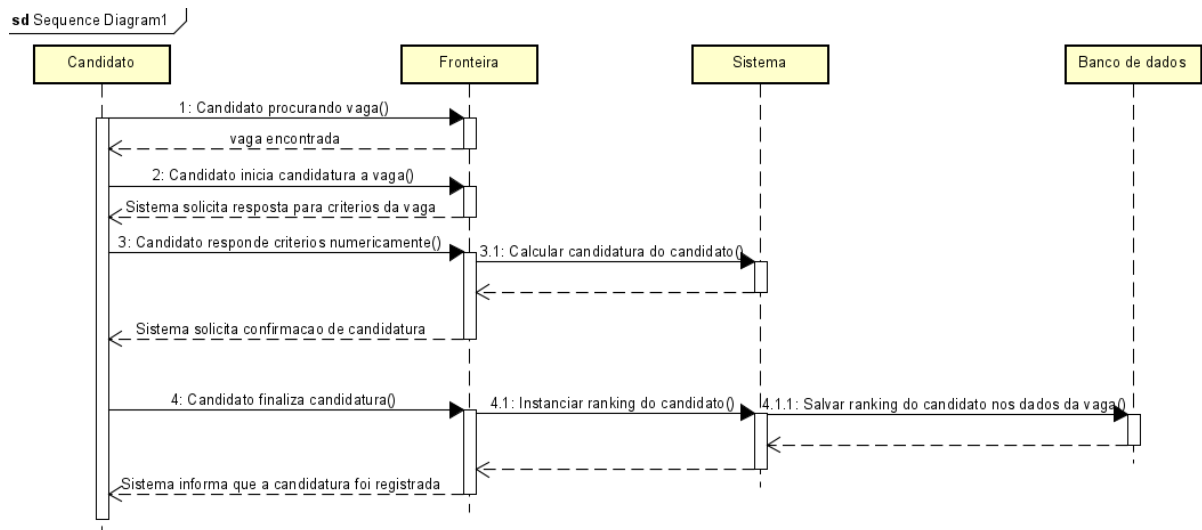 sd Sequence Diagram1
Candidato
Fronteira
Sistema
Banco de dados
1: Candidato procurando vaga()
vaga encontrada
2: Candidato inicia candidatura a vaga()
Sistema solicita resposta para criterios da vaga
3: Candidato responde criterios numericamente()
3.1: Calcular candidatura do candidato()
Sistema solicita confirmacao de candidatura
4: Candidato finaliza candidatura()
4.1: Instanciar ranking do candidato()
4.1.1: Salvar ranking do candidato nos dados da vaga()
Sistema informa que a candidatura foi registrada